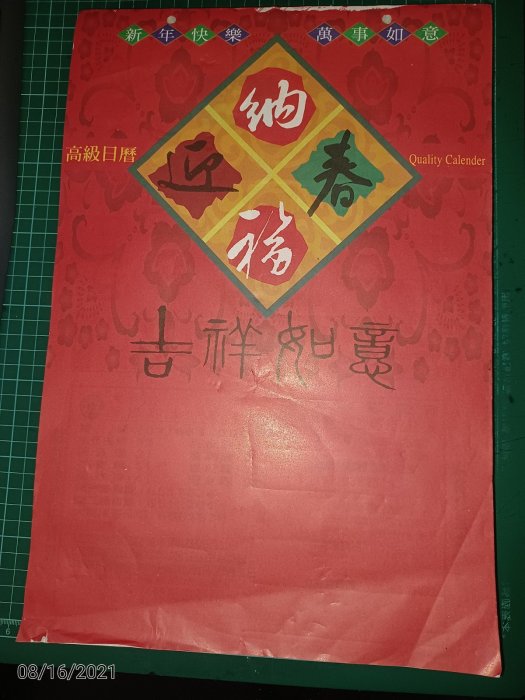 新年快樂 萬事如意
納
迎 春
福
高級日曆 Quality Calender
吉祥如意
08/16/2021